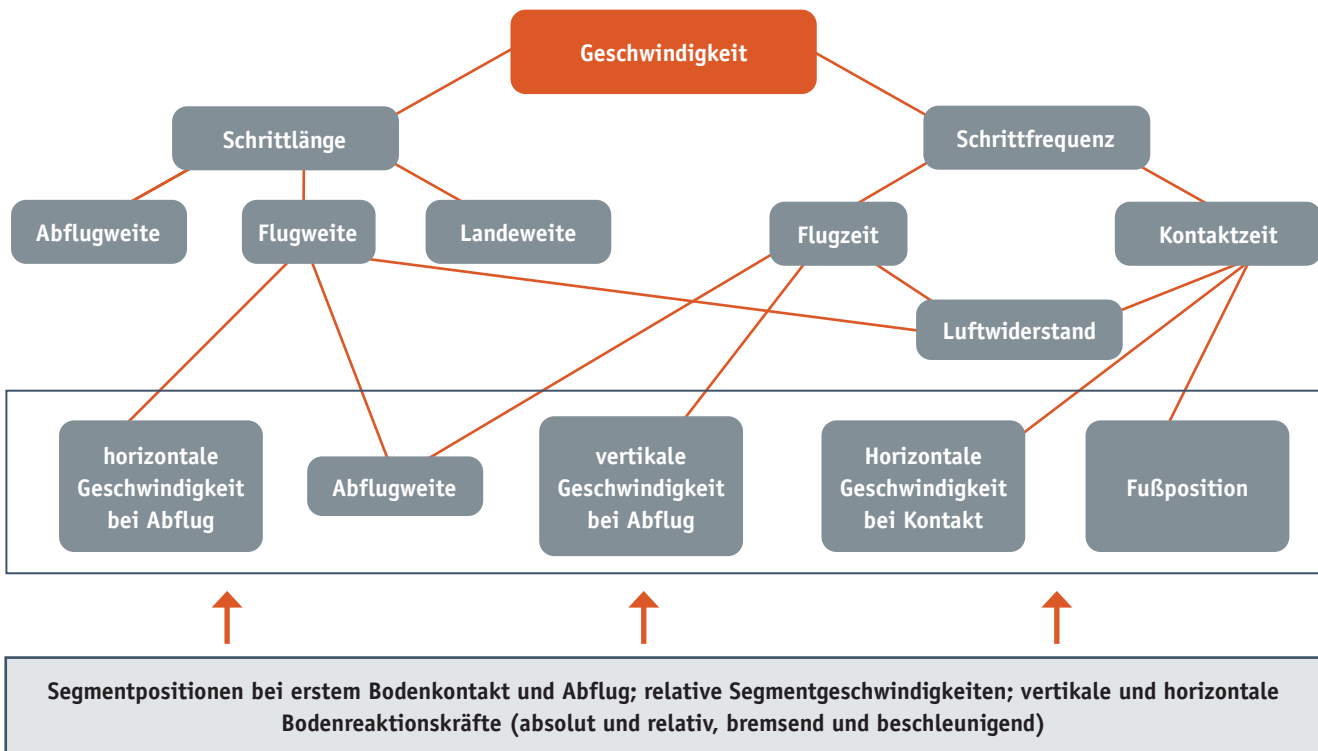 Geschwindigkeit
Schrittlänge
Schrittfrequenz
Abflugweite
Flugweite
Landeweite
Flugzeit
Kontaktzeit
Luftwiderstand
horizontale
Geschwindigkeit
bei Abflug
Abflugweite
vertikale
Geschwindigkeit
bei Abflug
Horizontale
Geschwindigkeit
bei Kontakt
Fußposition
Segmentpositionen bei erstem Bodenkontakt und Abflug; relative Segmentgeschwindigkeiten; vertikale und horizontale
Bodenreaktionskräfte (absolut und relativ, bremsend und beschleunigend)